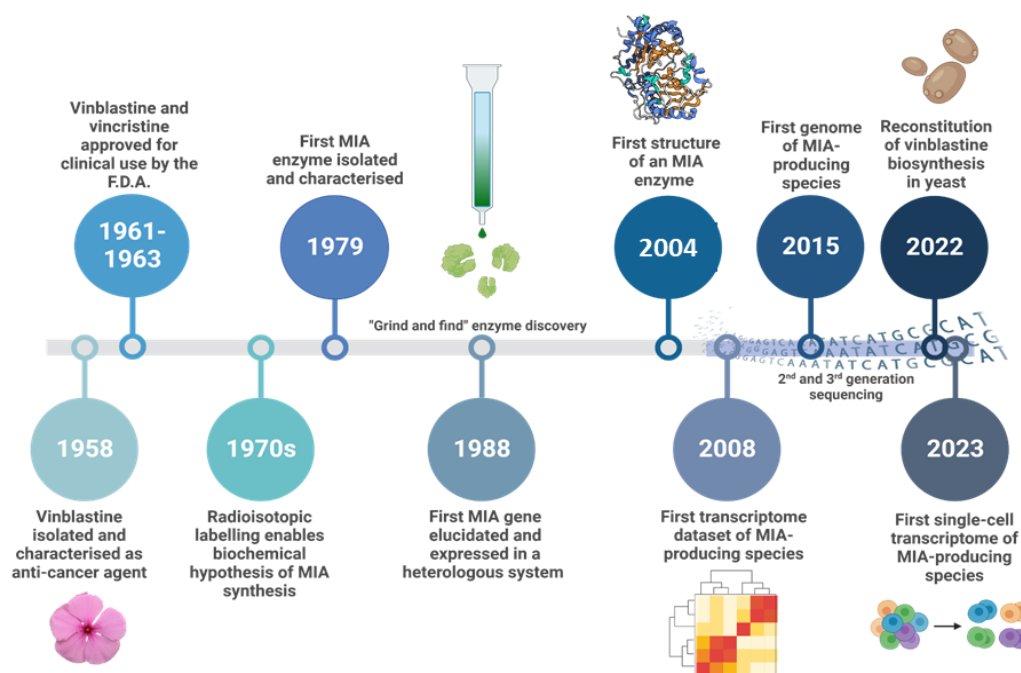 Vinblastine and
vincristine
approved for
clinical use by the
F.D.A.
1961-
1963
First MIA
enzyme isolated
and characterised
1979
First structure
of an MIA
enzyme
2004
First genome
of MIA-
producing
species
2015
Reconstitution
of vinblastine
biosynthesis
in yeast
2022
"Grind and find" enzyme discovery
2nd and 3rd generation
sequencing
1958
Vinblastine
isolated and
characterised as
anti-cancer agent
1970s
Radioisotopic
labelling enables
biochemical
hypothesis of MIA
synthesis
1988
First MIA gene
elucidated and
expressed in a
heterologous system
2008
First transcriptome
dataset of MIA-
producing species
2023
First single-cell
transcriptome of
MIA-producing
species